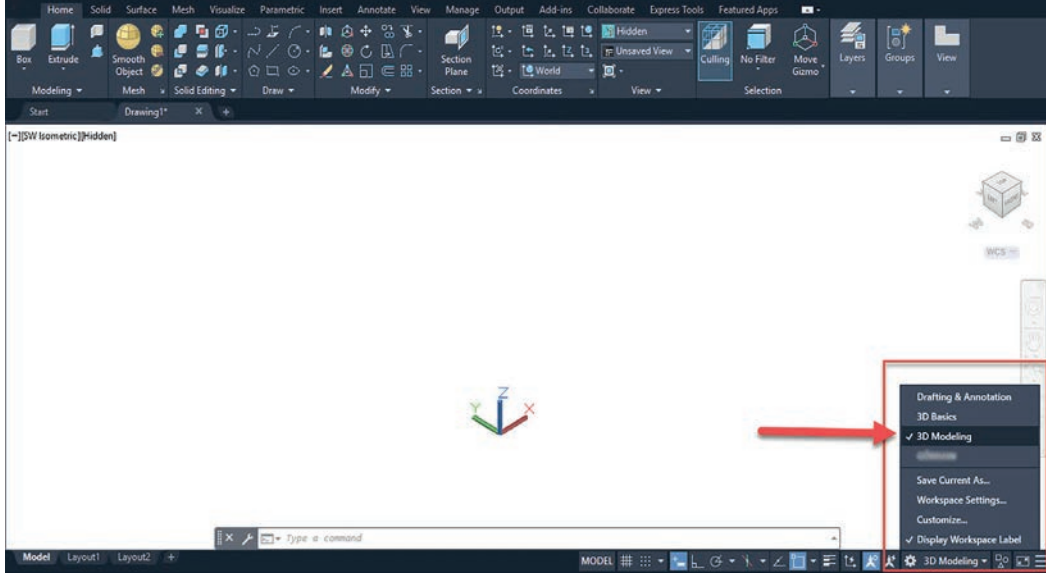 Home Solid Surface Mesh Visualize Parametric Insert Annotate View Manage Output Add-ins Collaborate Express Tools Featured Apps
Hidden
Unsaved View
World
Box Extrude Smooth Object Section Plane Culling No Filter Move Gizmo Layers Groups View
Modeling Mesh Solid Editing Draw Modify Section Coordinates View Selection
Start Drawing1* X +
[−][SW Isometric][Hidden]
WCS
Z
Y X
Drafting & Annotation
3D Basics
✓ 3D Modeling
Save Current As...
Workspace Settings...
Customize...
✓ Display Workspace Label
Type a command
Model Layout1 Layout2 + MODEL 3D Modeling